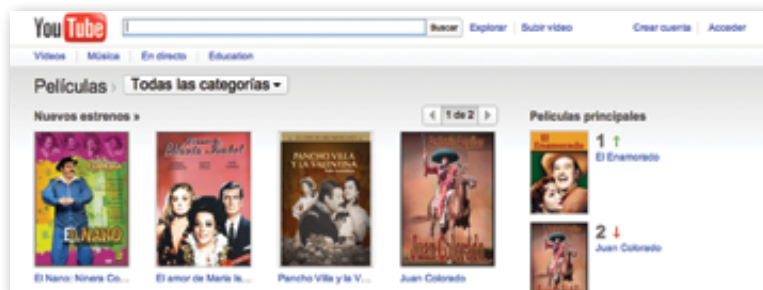 YouTube Buscar Explorar Subir vídeo Crear cuenta Acceder
Videos Música En directo Education
Películas › Todas las categorías
Nuevos estrenos » 1 de 2 Películas principales
EL NANO
PANCHO VILLA
Y LA VALENTINA
Juan Colorado
El Enamorado
1
El Enamorado
2
Juan Colorado
El Nano: Ninera Co... El amor de María Is... Pancho Villa y la V... Juan Colorado